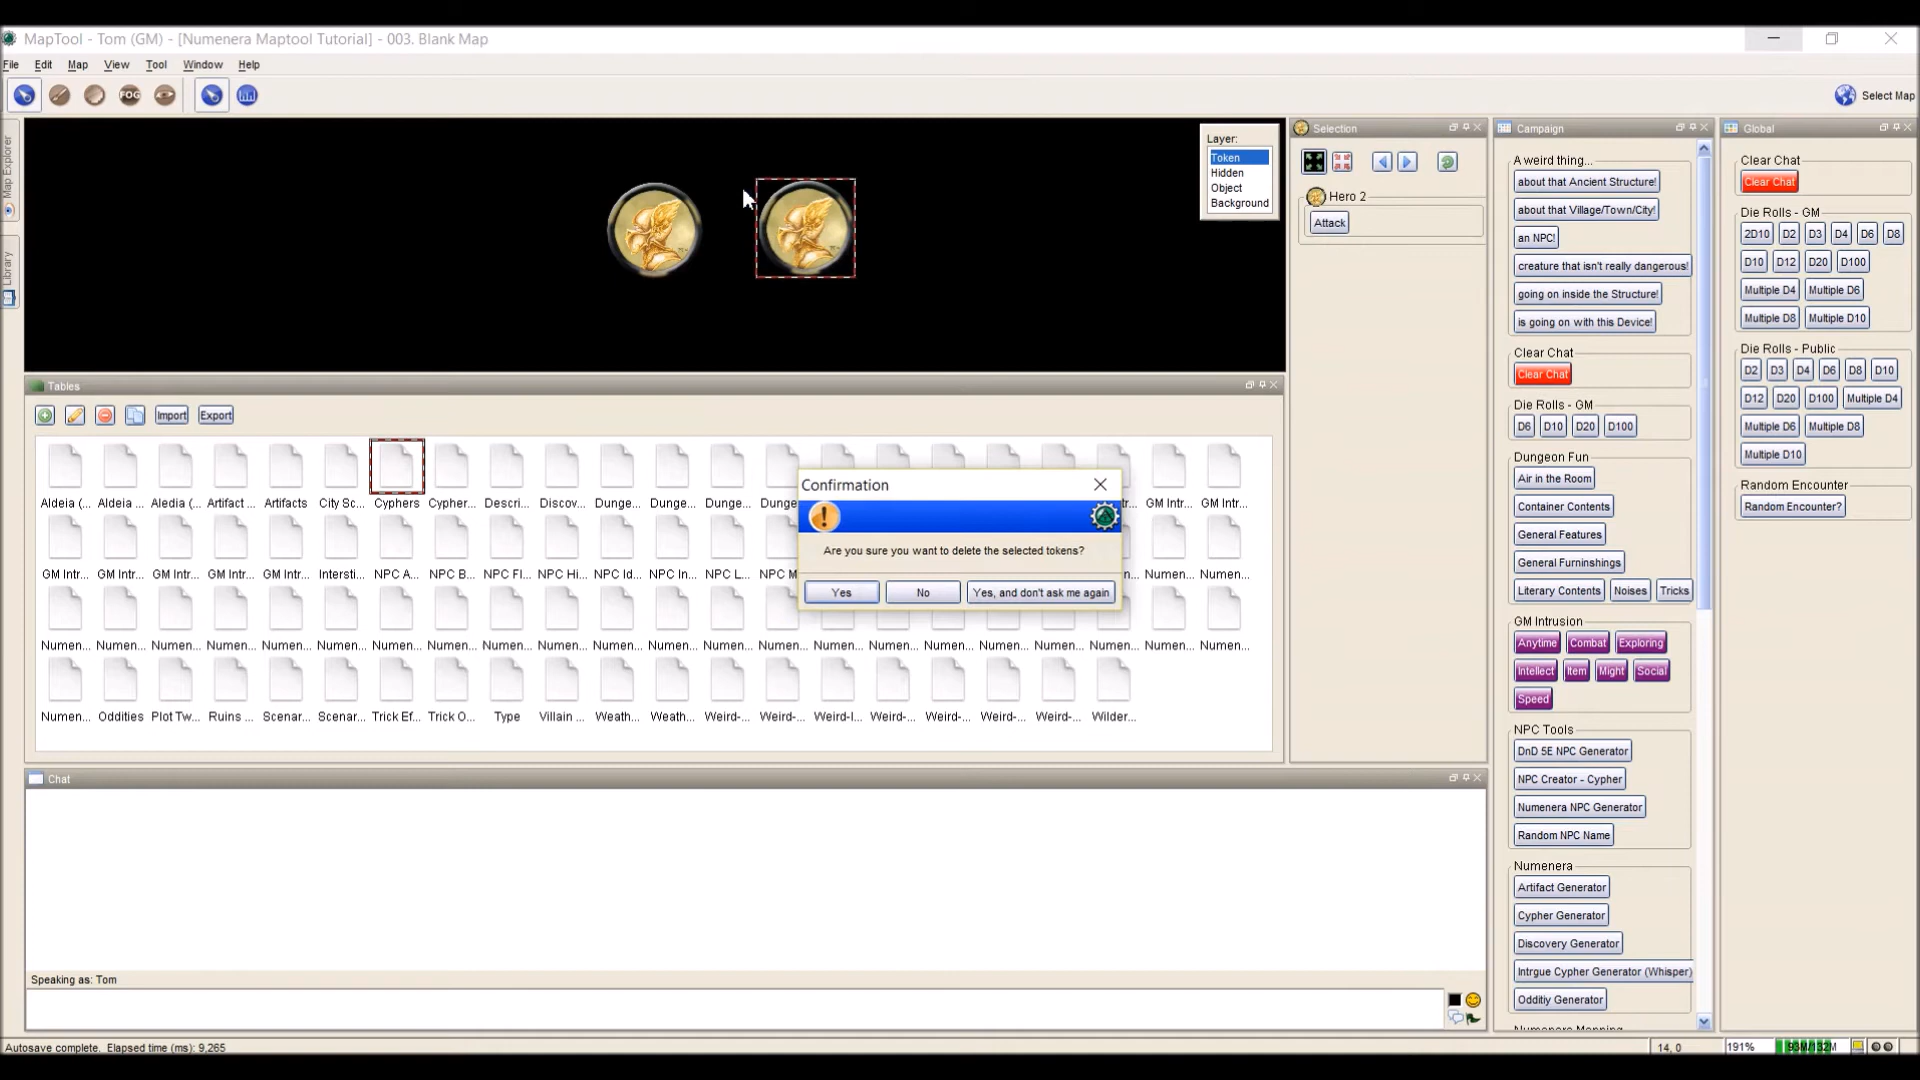 MapTool - Tom (GM) - [Numenera Maptool Tutorial] - 003. Blank Map
File Edit Map View Tool Window Help
FOG
Select Map
Map Explorer
Library
Layer:
Token
Hidden
Object
Background
Selection
Hero 2
Attack
Tables
Import Export
Aldeia (... Aldeia ... Aledia (... Artifact ... Artifacts City Sc... Cyphers Cypher... Descri... Discov... Dunge... Dunge... Dunge... GM Intr... GM Intr...
GM Intr... GM Intr... GM Intr... GM Intr... GM Intr... Intersti... NPC A... NPC B... NPC Fl... NPC Hi... NPC Id... NPC In... NPC L... NPC M Numen... Numen...
Numen... Numen... Numen... Numen... Numen... Numen... Numen... Numen... Numen... Numen... Numen... Numen... Numen... Numen... Numen... Numen... Numen... Numen... Numen... Numen... Numen... Numen...
Numen... Oddities Plot Tw... Ruins ... Scenar... Scenar... Trick Ef... Trick O... Type Villain ... Weath... Weath... Weird-... Weird-... Weird-I... Weird-... Weird-... Weird-... Weird-... Wilder...
Confirmation
Are you sure you want to delete the selected tokens?
Yes No Yes, and don't ask me again
Chat
Speaking as: Tom
Autosave complete. Elapsed time (ms): 9,265
14, 0 191% 93M/132M
Campaign
A weird thing...
about that Ancient Structure!
about that Village/Town/City!
an NPC!
creature that isn't really dangerous!
going on inside the Structure!
is going on with this Device!
Clear Chat
Clear Chat
Die Rolls - GM
D6 D10 D20 D100
Dungeon Fun
Air in the Room
Container Contents
General Features
General Furninshings
Literary Contents Noises Tricks
GM Intrusion
Anytime Combat Exploring
Intellect Item Might Social
Speed
NPC Tools
DnD 5E NPC Generator
NPC Creator - Cypher
Numenera NPC Generator
Random NPC Name
Numenera
Artifact Generator
Cypher Generator
Discovery Generator
Intrgue Cypher Generator (Whisper)
Odditiy Generator
Numenera Mapping
Global
Clear Chat
Clear Chat
Die Rolls - GM
2D10 D2 D3 D4 D6 D8
D10 D12 D20 D100
Multiple D4 Multiple D6
Multiple D8 Multiple D10
Die Rolls - Public
D2 D3 D4 D6 D8 D10
D12 D20 D100 Multiple D4
Multiple D6 Multiple D8
Multiple D10
Random Encounter
Random Encounter?